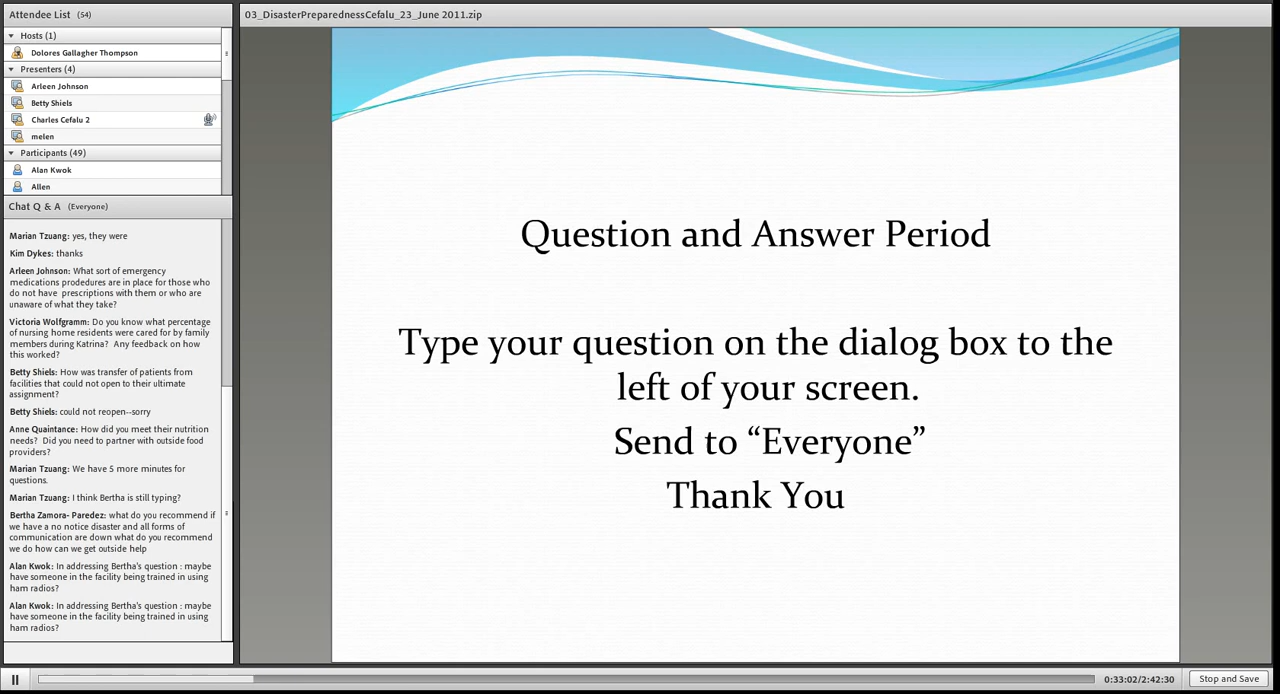 Attendee List (54)
Hosts (1)
Dolores Gallagher Thompson
Presenters (4)
Arleen Johnson
Betty Shiels
Charles Cefalu 2
melen
Participants (49)
Alan Kwok
Allen
Chat Q & A (Everyone)
Marian Tzuang: yes, they were
Kim Dykes: thanks
Arleen Johnson: What sort of emergency
medications prodedures are in place for those who
do not have prescriptions with them or who are
unaware of what they take?
Victoria Wolfgramm: Do you know what percentage
of nursing home residents were cared for by family
members during Katrina? Any feedback on how
this worked?
Betty Shiels: How was transfer of patients from
facilities that could not open to their ultimate
assignment?
Betty Shiels: could not reopen--sorry
Anne Quaintance: How did you meet their nutrition
needs? Did you need to partner with outside food
providers?
Marian Tzuang: We have 5 more minutes for
questions.
Marian Tzuang: I think Bertha is still typing?
Bertha Zamora- Paredez: what do you recommend if
we have a no notice disaster and all forms of
communication are down what do you recommend
we do how can we get outside help
Alan Kwok: In addressing Bertha's question : maybe
have someone in the facility being trained in using
ham radios?
Alan Kwok: In addressing Bertha's question : maybe
have someone in the facility being trained in using
ham radios?
03_DisasterPreparednessCefalu_23_June 2011.zip
Question and Answer Period
Type your question on the dialog box to the
left of your screen.
Send to “Everyone”
Thank You
0:33:02/2:42:30
Stop and Save